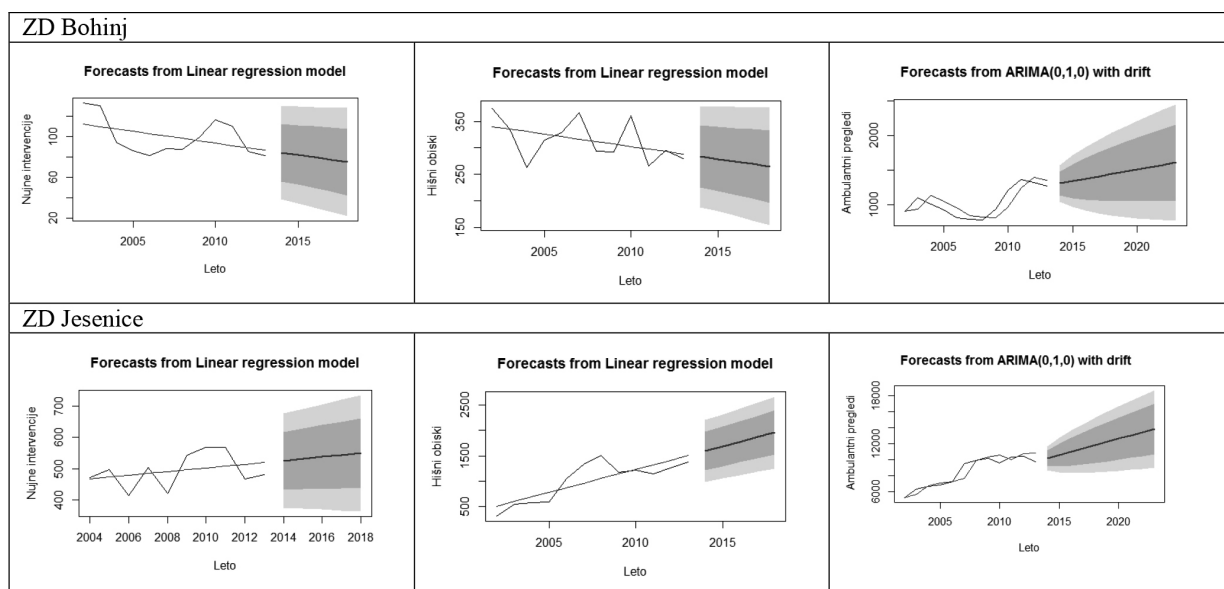 ZD Bohinj
Forecasts from Linear regression model
Nujne intervencije
20 60 100
2005 2010 2015
Leto
Forecasts from Linear regression model
Hišni obiski
150 250 350
2005 2010 2015
Leto
Forecasts from ARIMA(0,1,0) with drift
Ambulantni pregledi
1000 2000
2005 2010 2015 2020
Leto
ZD Jesenice
Forecasts from Linear regression model
Nujne intervencije
400 500 600 700
2004 2006 2008 2010 2012 2014 2016 2018
Leto
Forecasts from Linear regression model
Hišni obiski
500 1500 2500
2005 2010 2015
Leto
Forecasts from ARIMA(0,1,0) with drift
Ambulantni pregledi
6000 12000 18000
2005 2010 2015 2020
Leto